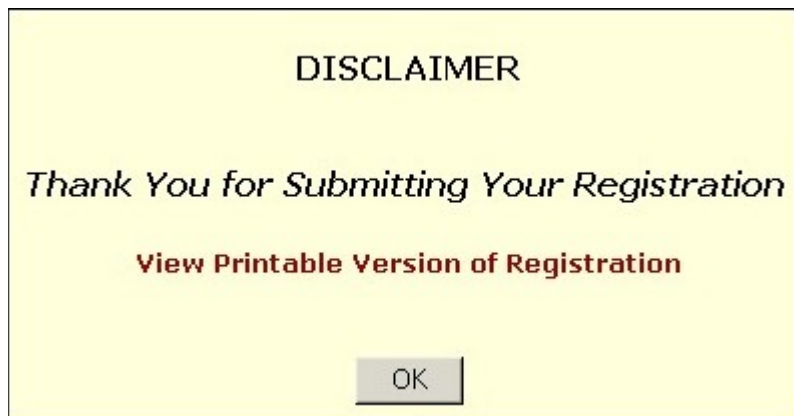 DISCLAIMER
Thank You for Submitting Your Registration
View Printable Version of Registration
OK